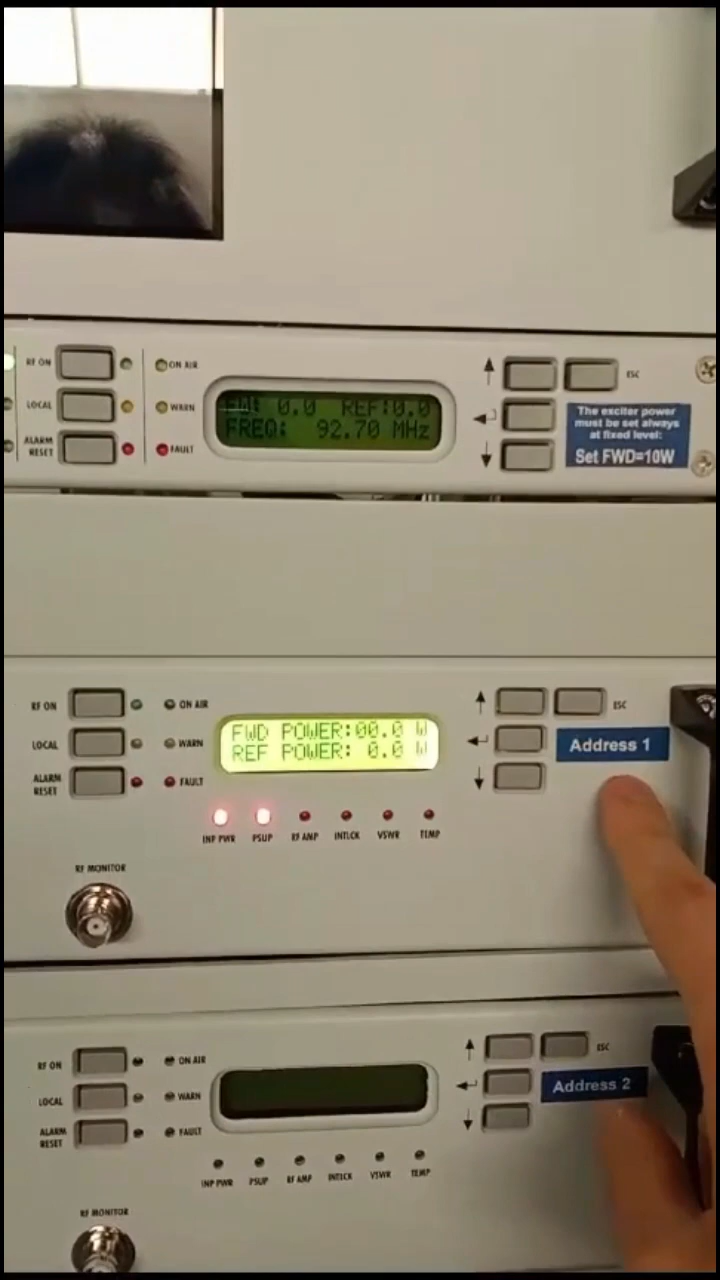 RF ON
ON AIR
LOCAL
WARN
ALARM
RESET
FAULT
FW: 0.0 REF:0.0
FREQ: 92.70 MHz
ESC
The exciter power
must be set always
at fixed level:
Set FWD=10W
RF ON
ON AIR
LOCAL
WARN
ALARM
RESET
FAULT
FWD POWER:00.0 W
REF POWER: 0.0 W
ESC
Address 1
INP PWR PSUP RF AMP INTLCK VSWR TEMP
RF MONITOR
RF ON
ON AIR
LOCAL
WARN
ALARM
RESET
FAULT
ESC
Address 2
INP PWR PSUP RF AMP INTLCK VSWR TEMP
RF MONITOR